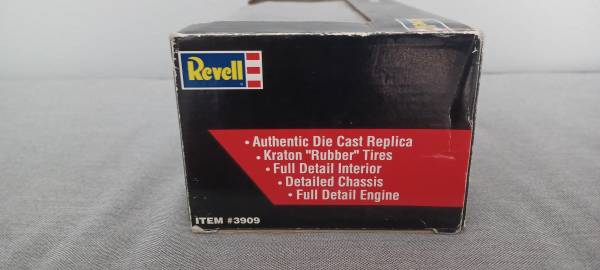 Revell
• Authentic Die Cast Replica
• Kraton "Rubber" Tires
• Full Detail Interior
• Detailed Chassis
• Full Detail Engine
ITEM #3909